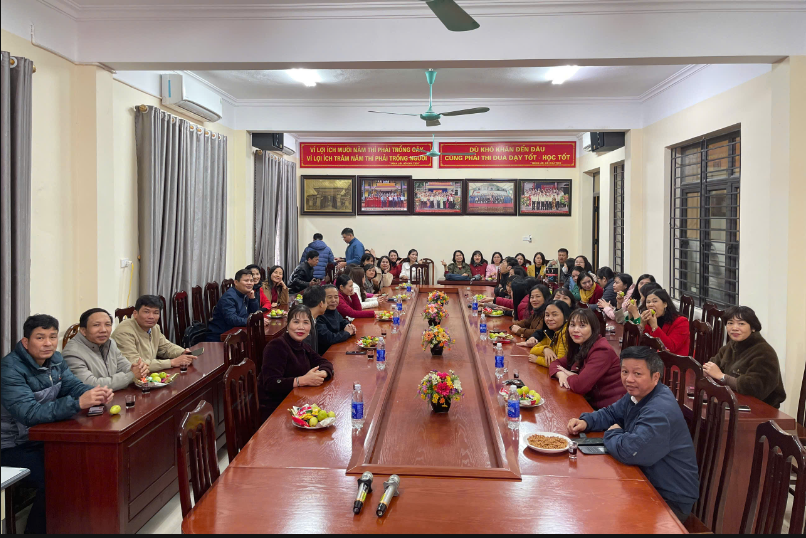 VÌ LỢI ÍCH MƯỜI NĂM THÌ PHẢI TRỒNG CÂY,
VÌ LỢI ÍCH TRĂM NĂM THÌ PHẢI TRỒNG NGƯỜI
DÙ KHÓ KHĂN ĐẾN ĐÂU
CŨNG PHẢI THI ĐUA DẠY TỐT - HỌC TỐT